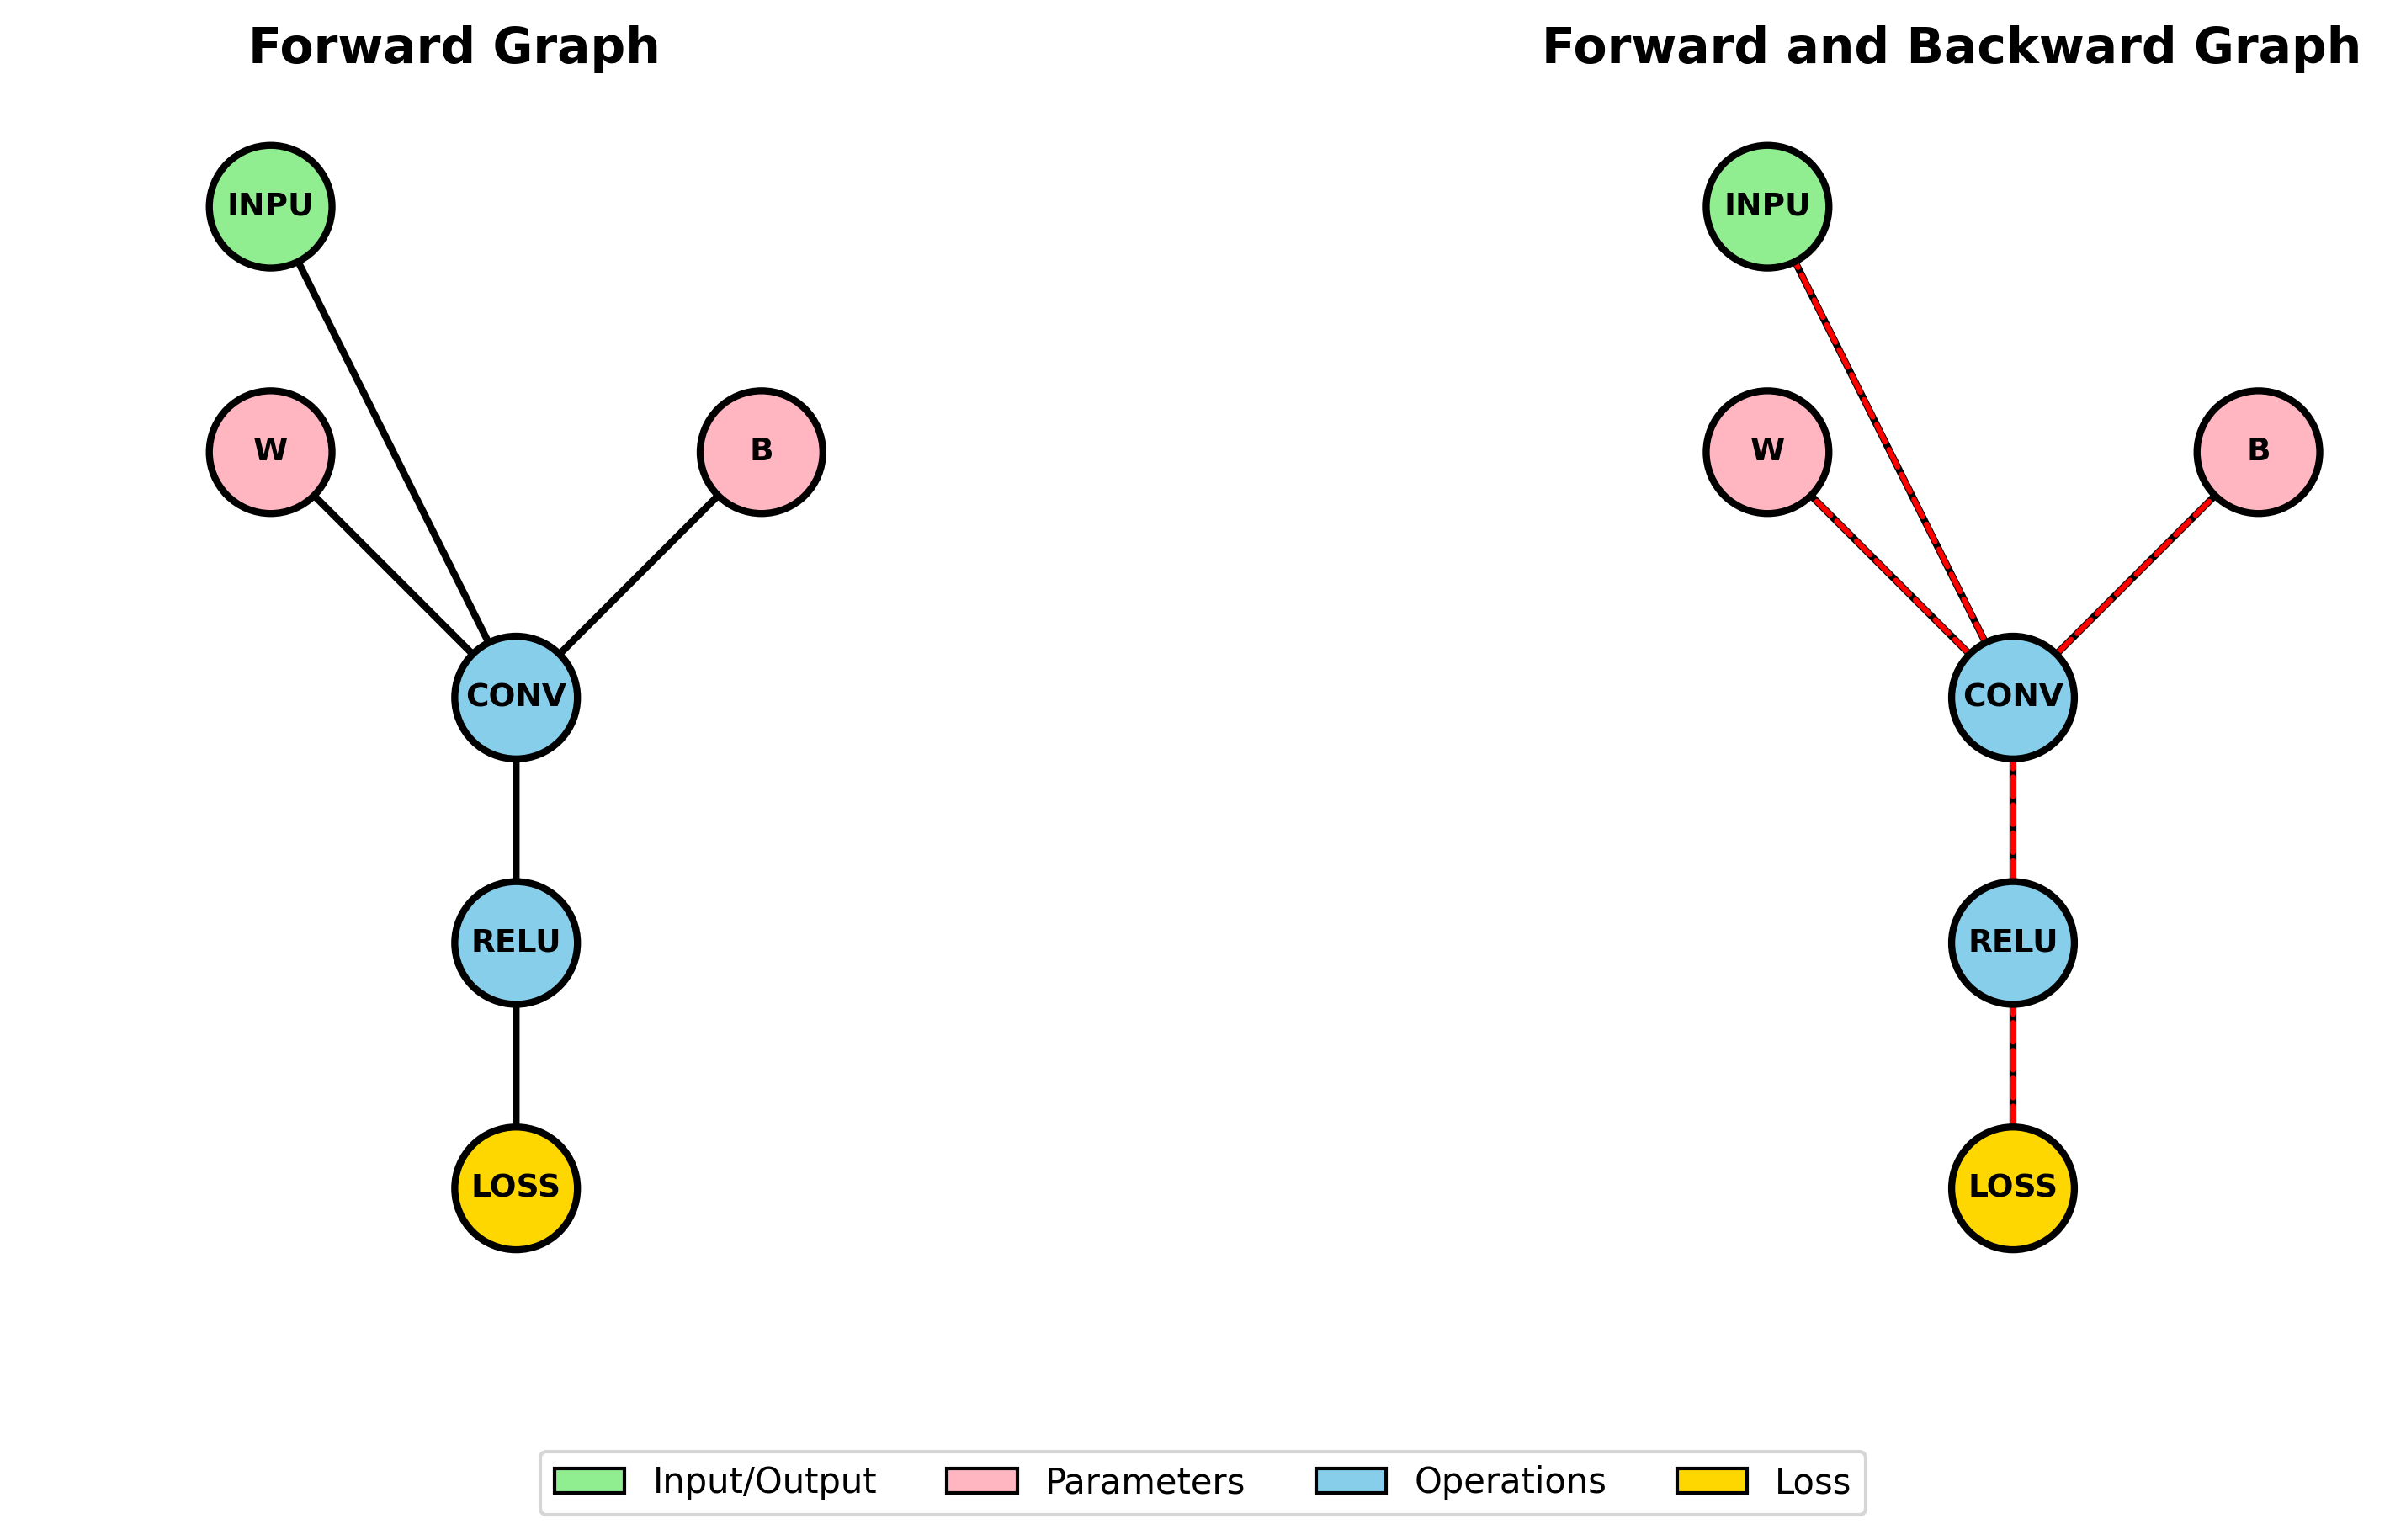 Forward Graph
INPU
W
B
CONV
RELU
LOSS
Forward and Backward Graph
INPU
W
B
CONV
RELU
LOSS
Input/Output
Parameters
Operations
Loss